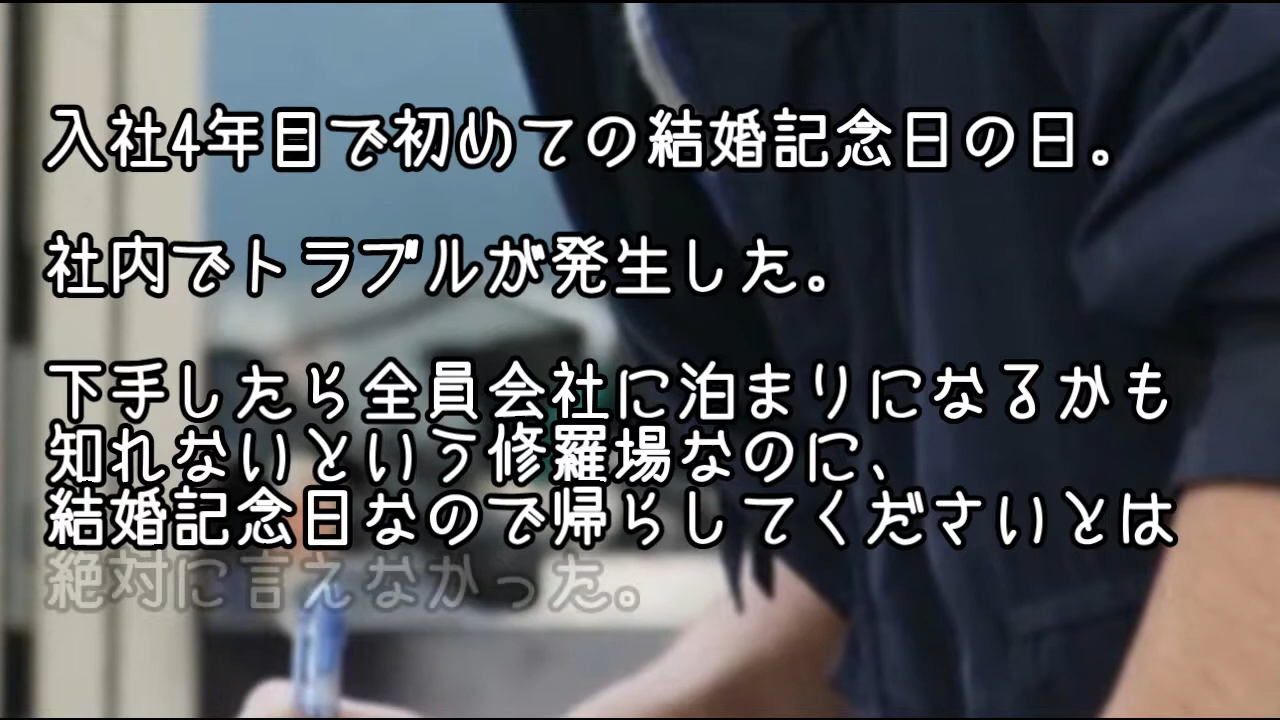 入社4年目で初めての結婚記念日の日。
社内でトラブルが発生した。
下手したら全員会社に泊まりになるかも
知れないという修羅場なのに、
結婚記念日なので帰らしてくださいとは
絶対に言えなかった。